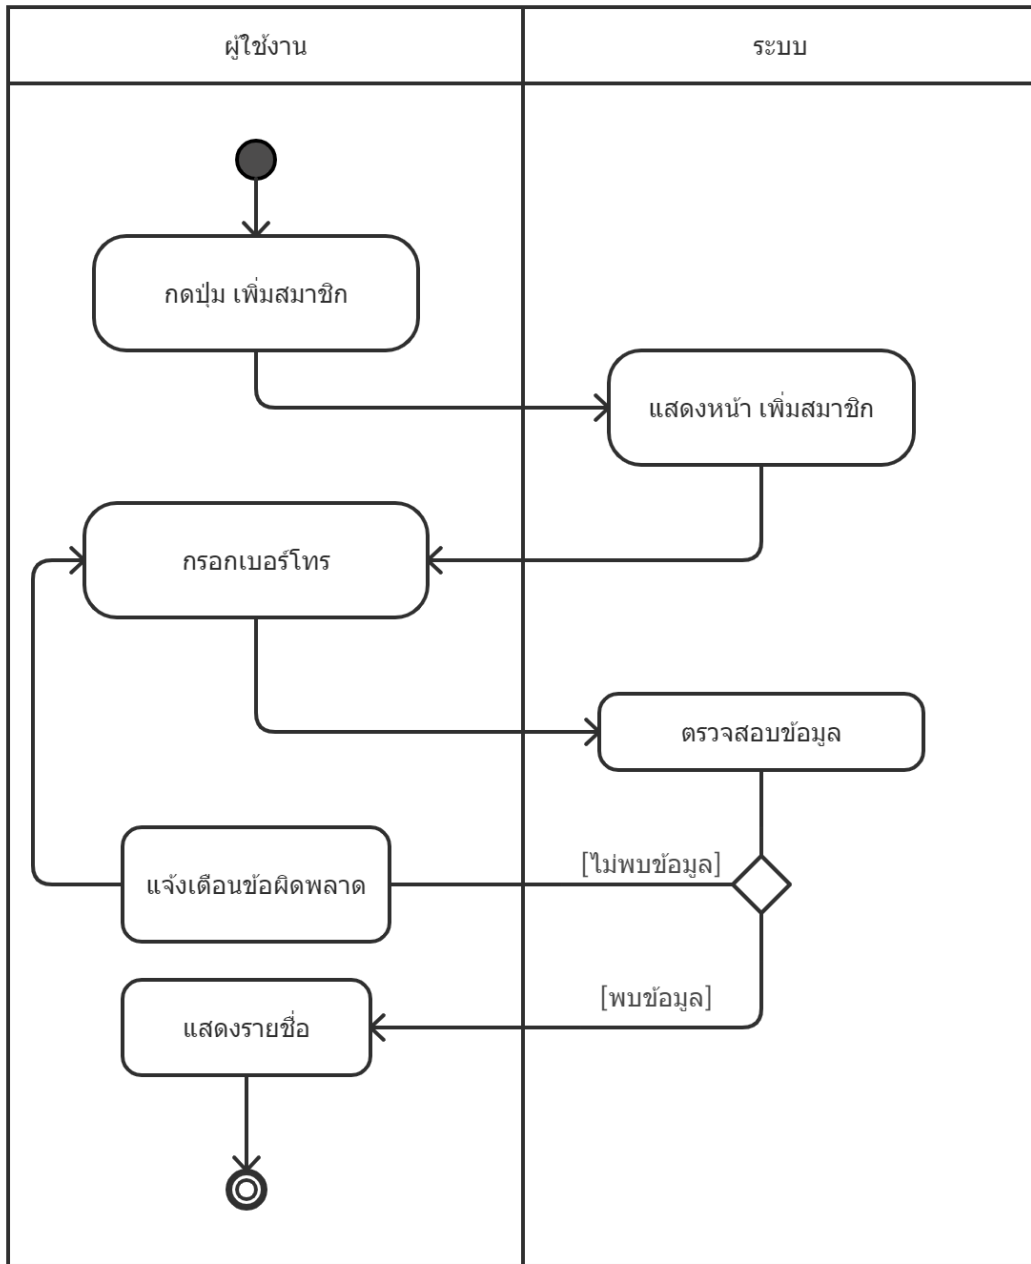 ผู้ใช้งาน
ระบบ
กดปุ่ม เพิ่มสมาชิก
แสดงหน้า เพิ่มสมาชิก
กรอกเบอร์โทร
ตรวจสอบข้อมูล
[ไม่พบข้อมูล]
แจ้งเตือนข้อผิดพลาด
[พบข้อมูล]
แสดงรายชื่อ